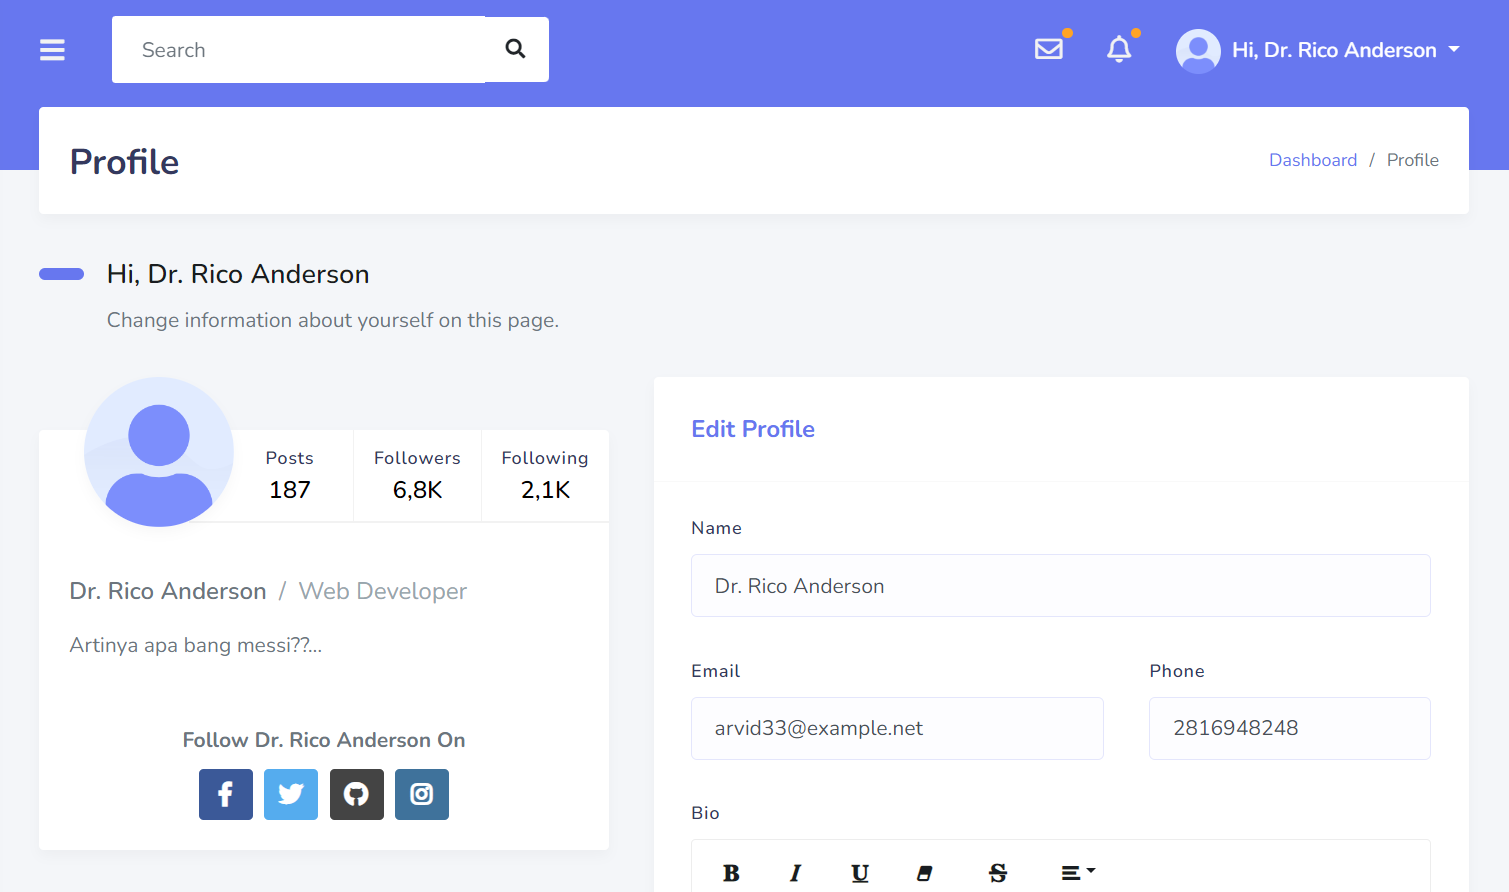 Search
Hi, Dr. Rico Anderson
Profile
Dashboard / Profile
Hi, Dr. Rico Anderson
Change information about yourself on this page.
Posts
187
Followers
6,8K
Following
2,1K
Dr. Rico Anderson / Web Developer
Artinya apa bang messi??...
Follow Dr. Rico Anderson On
Edit Profile
Name
Dr. Rico Anderson
Email
arvid33@example.net
Phone
2816948248
Bio
B I U S